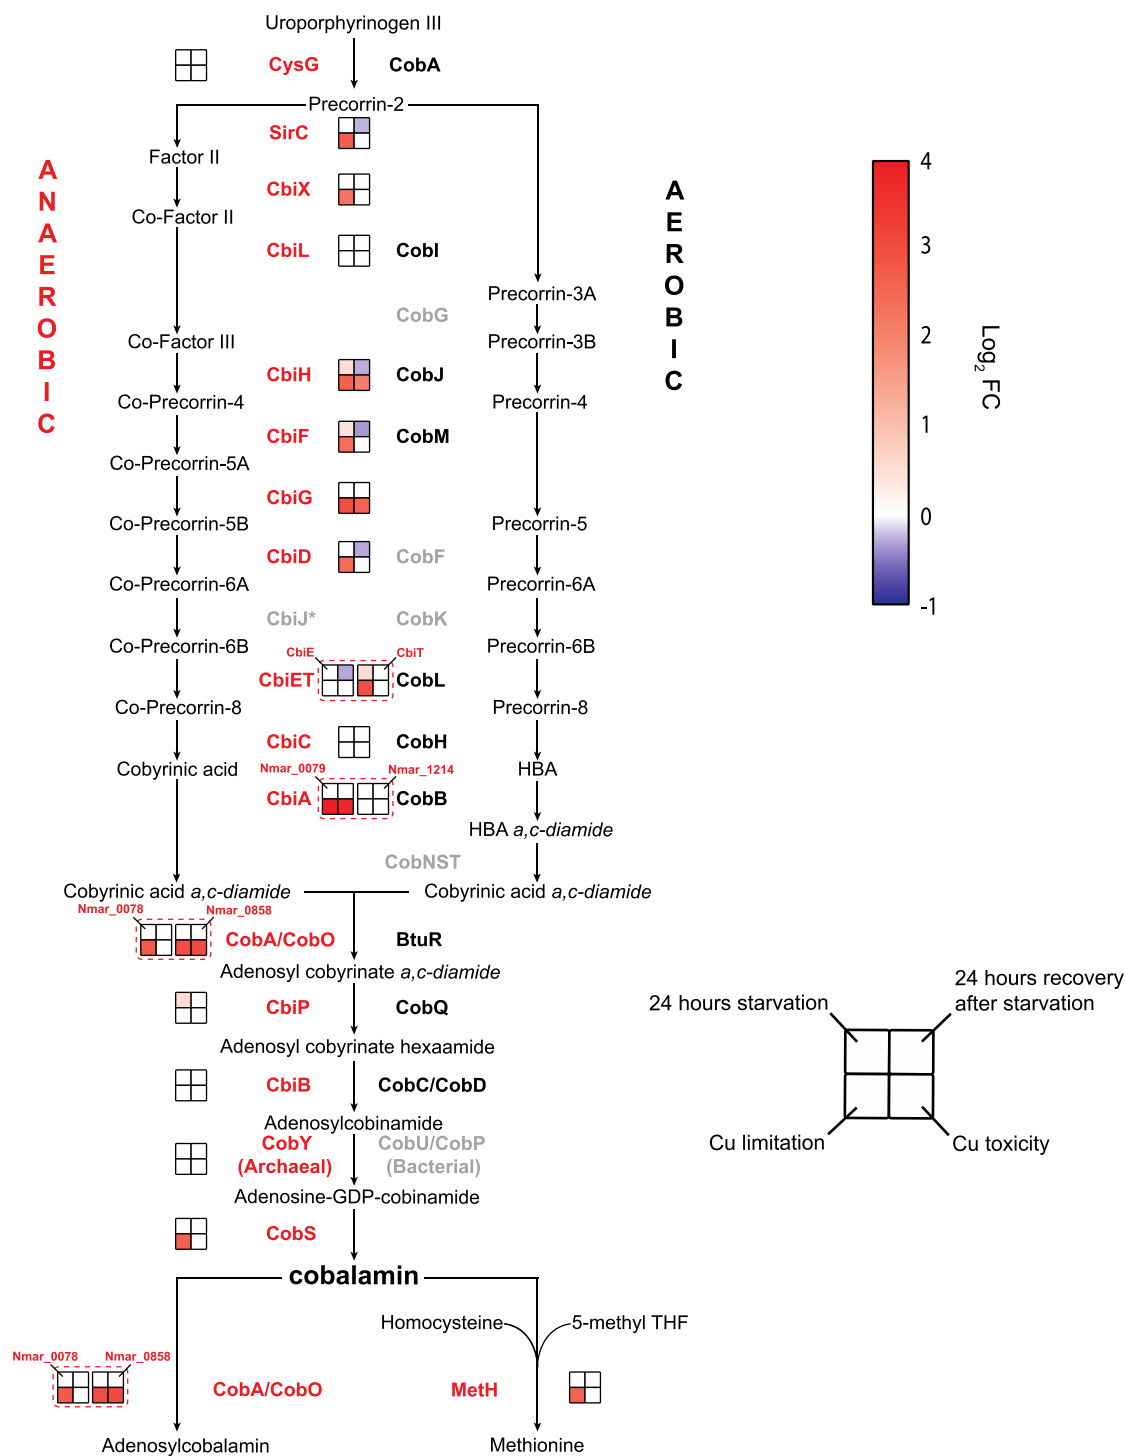 Uroporphyrinogen III
CysG CobA
Precorrin-2
SirC
Factor II
CbiX
Co-Factor II
CbiL CobI
Precorrin-3A
CobG
Co-Factor III
Precorrin-3B
CbiH CobJ
Co-Precorrin-4
Precorrin-4
CbiF CobM
Co-Precorrin-5A
CbiG
Co-Precorrin-5B
Precorrin-5
CbiD CobF
Co-Precorrin-6A
Precorrin-6A
CbiJ* CobK
Co-Precorrin-6B
Precorrin-6B
CbiE CbiT
CbiET CobL
Co-Precorrin-8
Precorrin-8
CbiC CobH
Cobyrinic acid
HBA
Nmar_0079 Nmar_1214
CbiA CobB
HBA a,c-diamide
CobNST
Cobyrinic acid a,c-diamide
Cobyrinic acid a,c-diamide
Nmar_0078 Nmar_0858
CobA/CobO BtuR
Adenosyl cobyrinate a,c-diamide
CbiP CobQ
Adenosyl cobyrinate hexaamide
CbiB CobC/CobD
Adenosylcobinamide
CobY CobU/CobP
(Archaeal) (Bacterial)
Adenosine-GDP-cobinamide
CobS
cobalamin
Homocysteine 5-methyl THF
Nmar_0078 Nmar_0858
CobA/CobO MetH
Adenosylcobalamin
Methionine
ANAEROBIC
AEROBIC
4
3
2
1
0
-1
Log2 FC
24 hours starvation
24 hours recovery
after starvation
Cu limitation
Cu toxicity